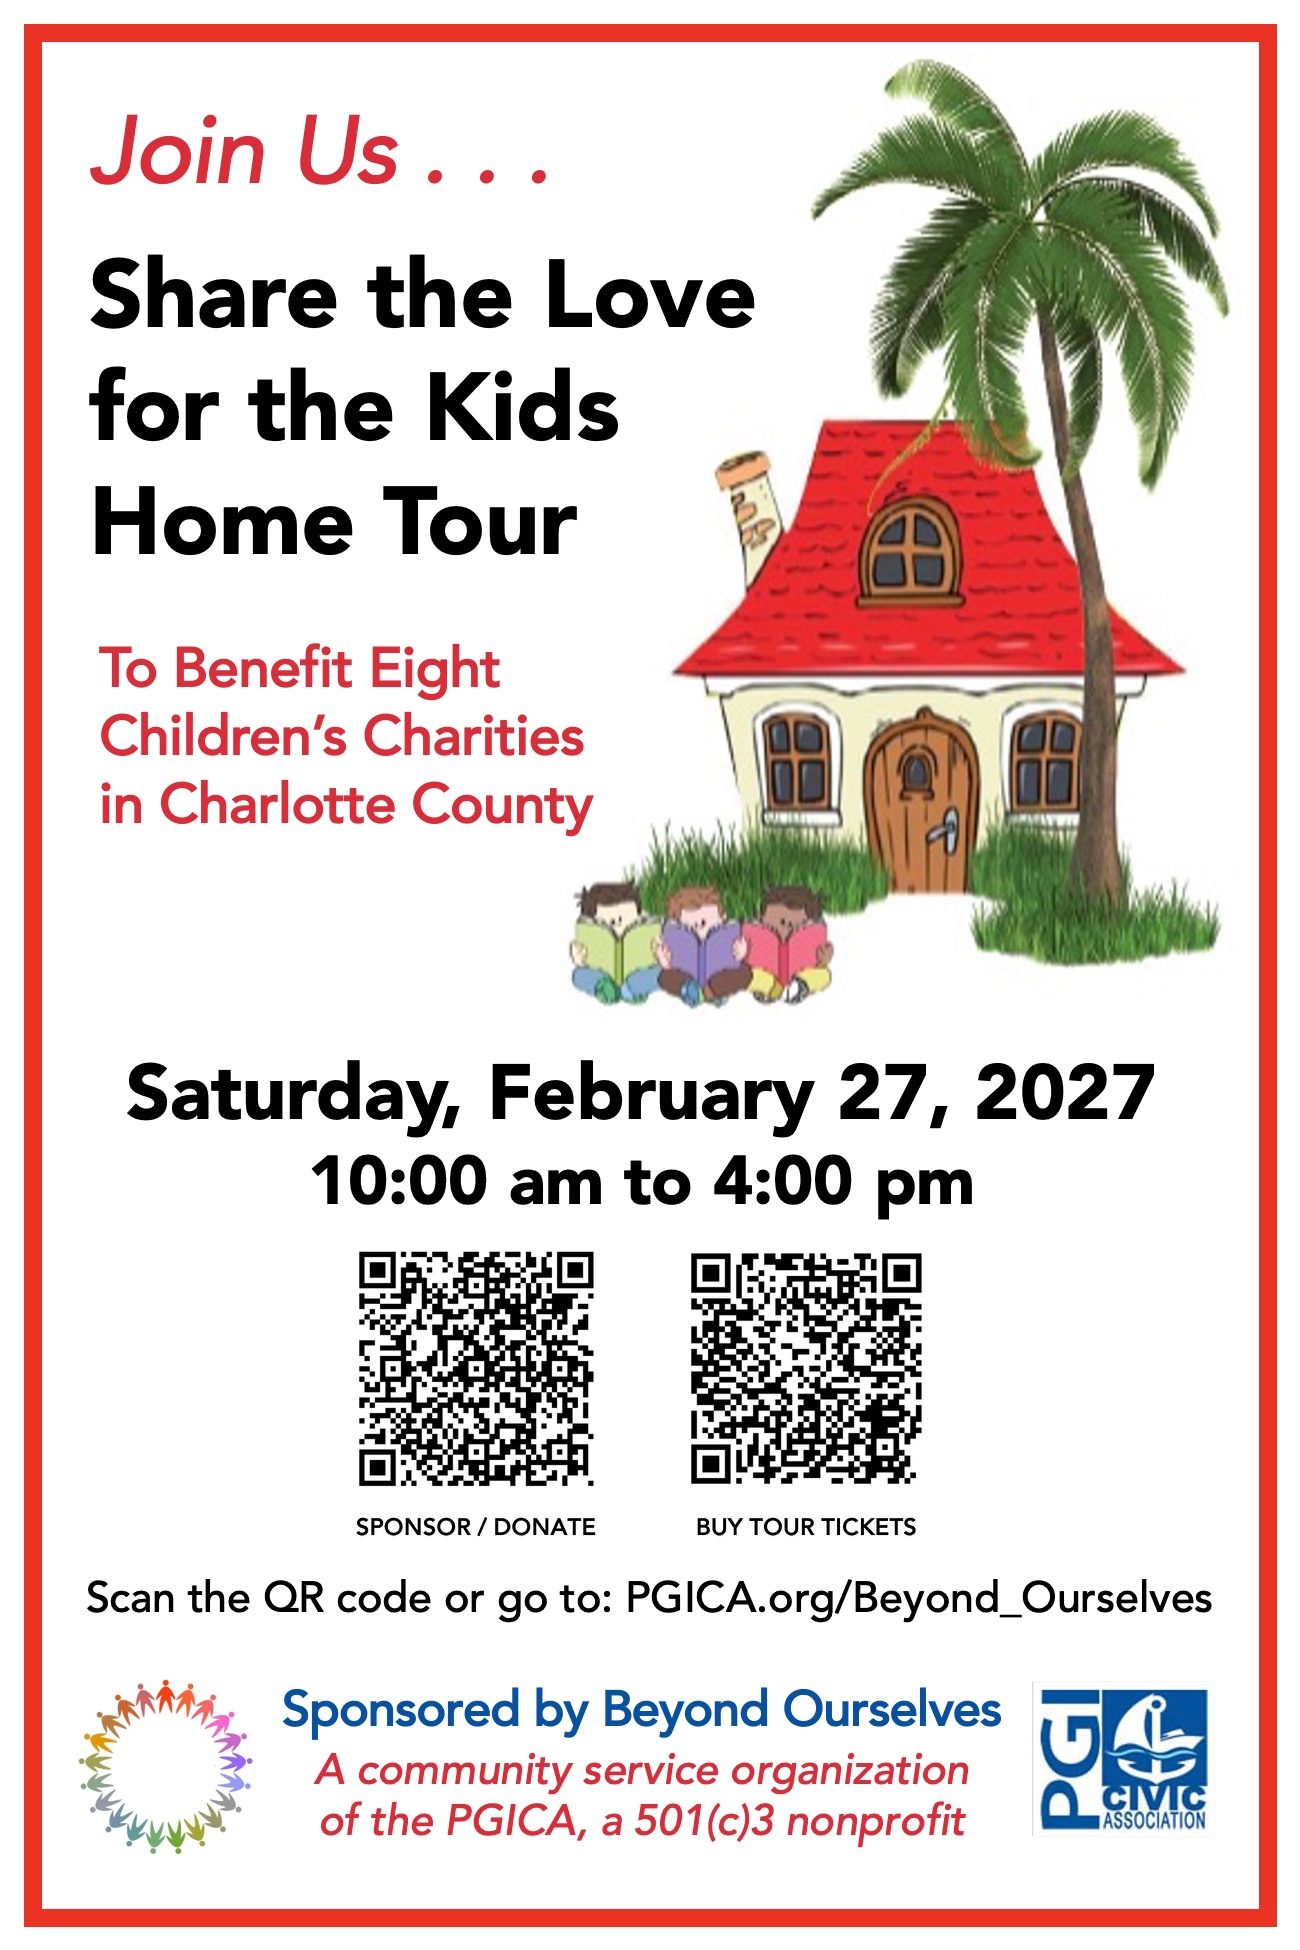 Join Us . . .
Share the Love
for the Kids
Home Tour
To Benefit Eight
Children’s Charities
in Charlotte County
Saturday, February 27, 2027
10:00 am to 4:00 pm
SPONSOR / DONATE
BUY TOUR TICKETS
Scan the QR code or go to: PGICA.org/Beyond_Ourselves
Sponsored by Beyond Ourselves
A community service organization
of the PGICA, a 501(c)3 nonprofit
PGI
CIVIC
ASSOCIATION